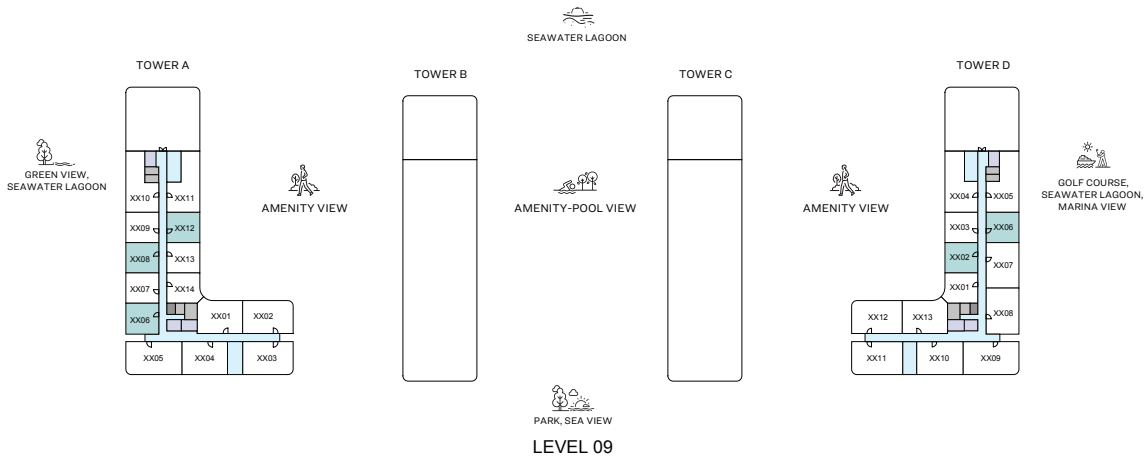 SEAWATER LAGOON
TOWER A
TOWER B
TOWER C
TOWER D
GREEN VIEW,
SEAWATER LAGOON
AMENITY VIEW
AMENITY-POOL VIEW
AMENITY VIEW
GOLF COURSE,
SEAWATER LAGOON,
MARINA VIEW
XX10
XX11
XX09
XX12
XX08
XX13
XX07
XX14
XX06
XX01
XX02
XX05
XX04
XX03
XX04
XX05
XX03
XX06
XX02
XX07
XX01
XX12
XX13
XX08
XX11
XX10
XX09
PARK, SEA VIEW
LEVEL 09